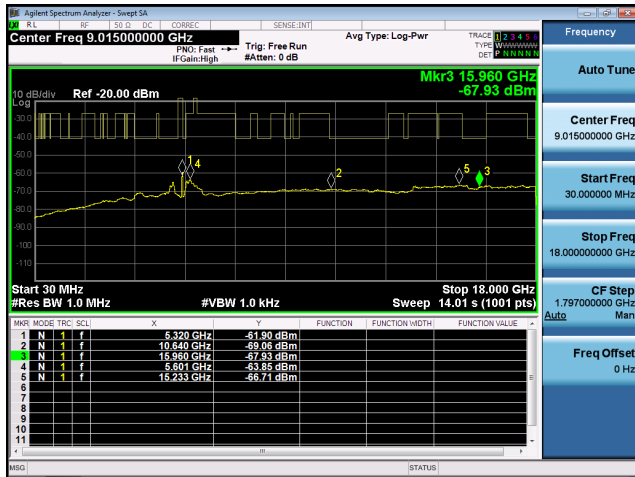 Agilent Spectrum Analyzer - Swept SA
RL RF 50 Ω DC CORREC SENSE:INT
Center Freq 9.015000000 GHz
PNO: Fast Trig: Free Run
IFGain:High #Atten: 0 dB
Avg Type: Log-Pwr
TRACE 1 2 3 4 5 6
TYPE WWWWWW
DET P N N N N N
Mkr3 15.960 GHz
-67.93 dBm
10 dB/div Ref -20.00 dBm
Log
-30.0
-40.0
-50.0
-60.0
-70.0
-80.0
-90.0
-100
-110
1 4 2 5 3
Start 30 MHz Stop 18.000 GHz
#Res BW 1.0 MHz #VBW 1.0 kHz Sweep 14.01 s (1001 pts)
MKR MODE TRC SCL X Y FUNCTION FUNCTION WIDTH FUNCTION VALUE
1 N 1 f 5.320 GHz -61.90 dBm
2 N 1 f 10.640 GHz -69.06 dBm
3 N 1 f 15.960 GHz -67.93 dBm
4 N 1 f 5.601 GHz -63.85 dBm
5 N 1 f 15.233 GHz -66.71 dBm
6
7
8
9
10
11
MSG STATUS
Frequency
Auto Tune
Center Freq
9.015000000 GHz
Start Freq
30.000000 MHz
Stop Freq
18.000000000 GHz
CF Step
1.797000000 GHz
Auto Man
Freq Offset
0 Hz